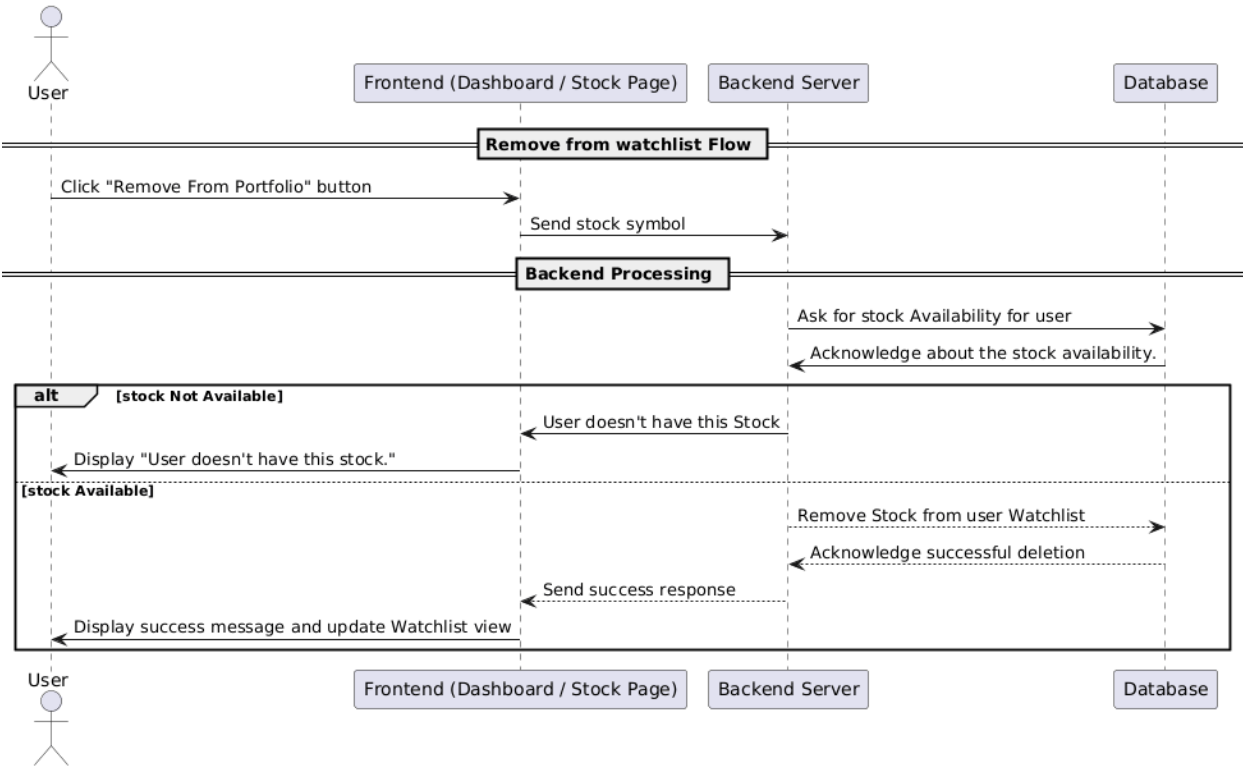 User
Frontend (Dashboard / Stock Page)
Backend Server
Database
Remove from watchlist Flow
Click "Remove From Portfolio" button
Send stock symbol
Backend Processing
Ask for stock Availability for user
Acknowledge about the stock availability.
alt
[stock Not Available]
User doesn't have this Stock
Display "User doesn't have this stock."
[stock Available]
Remove Stock from user Watchlist
Acknowledge successful deletion
Send success response
Display success message and update Watchlist view
User
Frontend (Dashboard / Stock Page)
Backend Server
Database